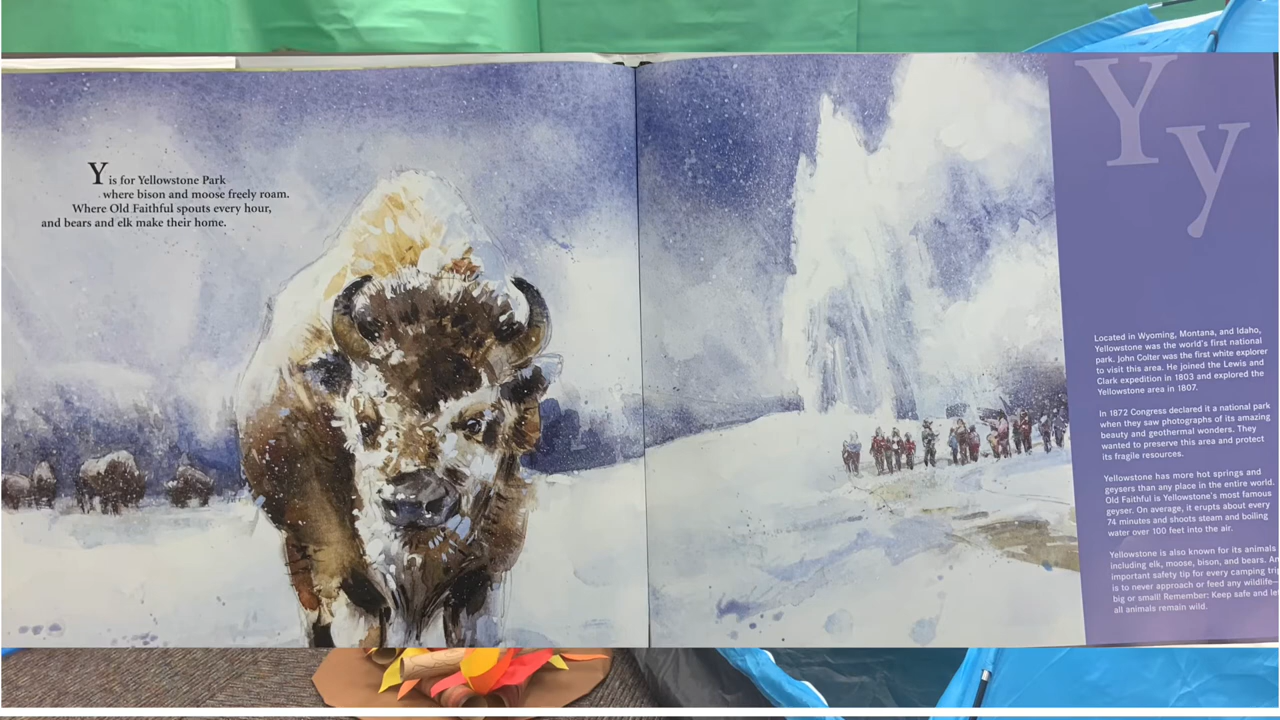 Y is for Yellowstone Park
where bison and moose freely roam.
Where Old Faithful spouts every hour,
and bears and elk make their home.
Y y
Located in Wyoming, Montana, and Idaho,
Yellowstone was the world's first national
park. John Colter was the first white explorer
to visit this area. He joined the Lewis and
Clark expedition in 1803 and explored the
Yellowstone area in 1807.
In 1872 Congress declared it a national park
when they saw photographs of its amazing
beauty and geothermal wonders. They
wanted to preserve this area and protect
its fragile resources.
Yellowstone has more hot springs and
geysers than any place in the entire world.
Old Faithful is Yellowstone's most famous
geyser. On average, it erupts about every
74 minutes and shoots steam and boiling
water over 100 feet into the air.
Yellowstone is also known for its animals
including elk, moose, bison, and bears. An
important safety tip for every camping tri
is to never approach or feed any wildlife—
big or small! Remember: Keep safe and le
all animals remain wild.